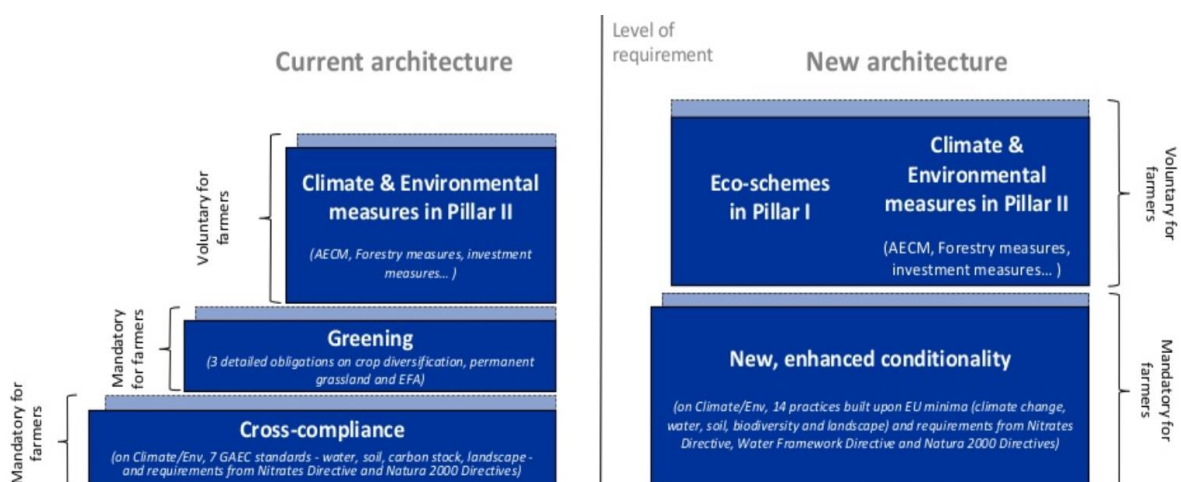 Current architecture
Voluntary for
farmers
Climate & Environmental
measures in Pillar II
(AECM, Forestry measures, investment
measures... )
Mandatory
for farmers
Greening
(3 detailed obligations on crop diversification, permanent
grassland and EFA)
Mandatory for
farmers
Cross-compliance
(on Climate/Env, 7 GAEC standards - water, soil, carbon stock, landscape -
and requirements from Nitrates Directive and Natura 2000 Directives)
Level of
requirement
New architecture
Eco-schemes
in Pillar I
Climate &
Environmental
measures in Pillar II
(AECM, Forestry measures,
investment measures... )
Voluntary for
farmers
New, enhanced conditionality
(on Climate/Env, 14 practices built upon EU minima (climate change,
water, soil, biodiversity and landscape) and requirements from Nitrates
Directive, Water Framework Directive and Natura 2000 Directives)
Mandatory for
farmers